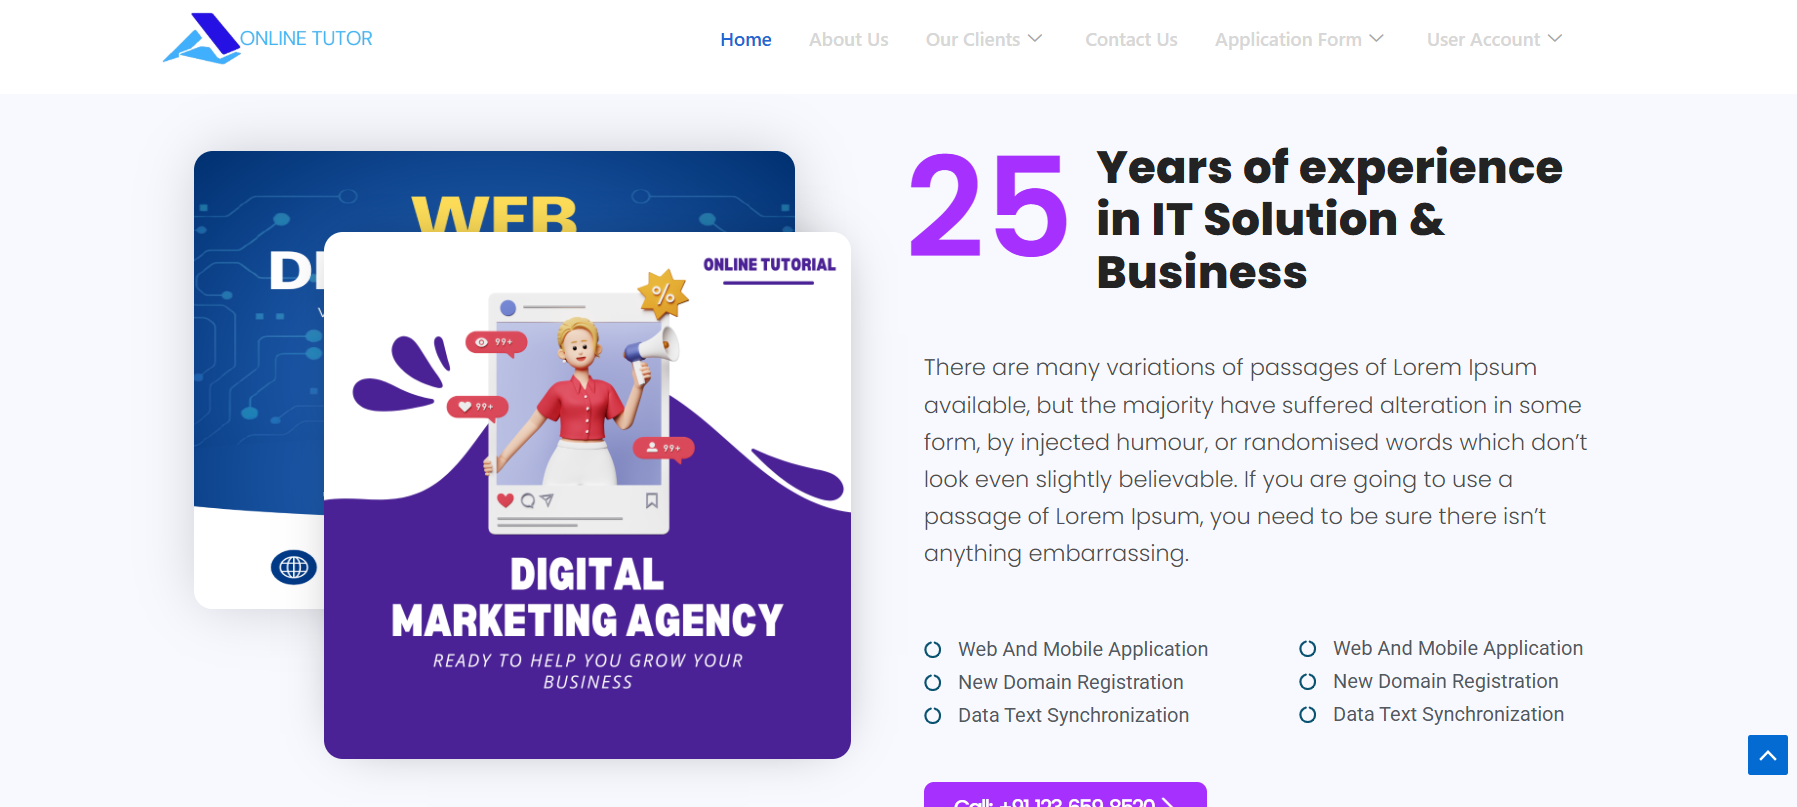 ONLINE TUTOR
Home About Us Our Clients Contact Us Application Form User Account
WEB
ONLINE TUTORIAL
%
99+
99+
99+
DIGITAL
MARKETING AGENCY
READY TO HELP YOU GROW YOUR
BUSINESS
25
Years of experience
in IT Solution &
Business
There are many variations of passages of Lorem Ipsum
available, but the majority have suffered alteration in some
form, by injected humour, or randomised words which don’t
look even slightly believable. If you are going to use a
passage of Lorem Ipsum, you need to be sure there isn’t
anything embarrassing.
Web And Mobile Application
New Domain Registration
Data Text Synchronization
Web And Mobile Application
New Domain Registration
Data Text Synchronization
Call: +91 123-659-8520